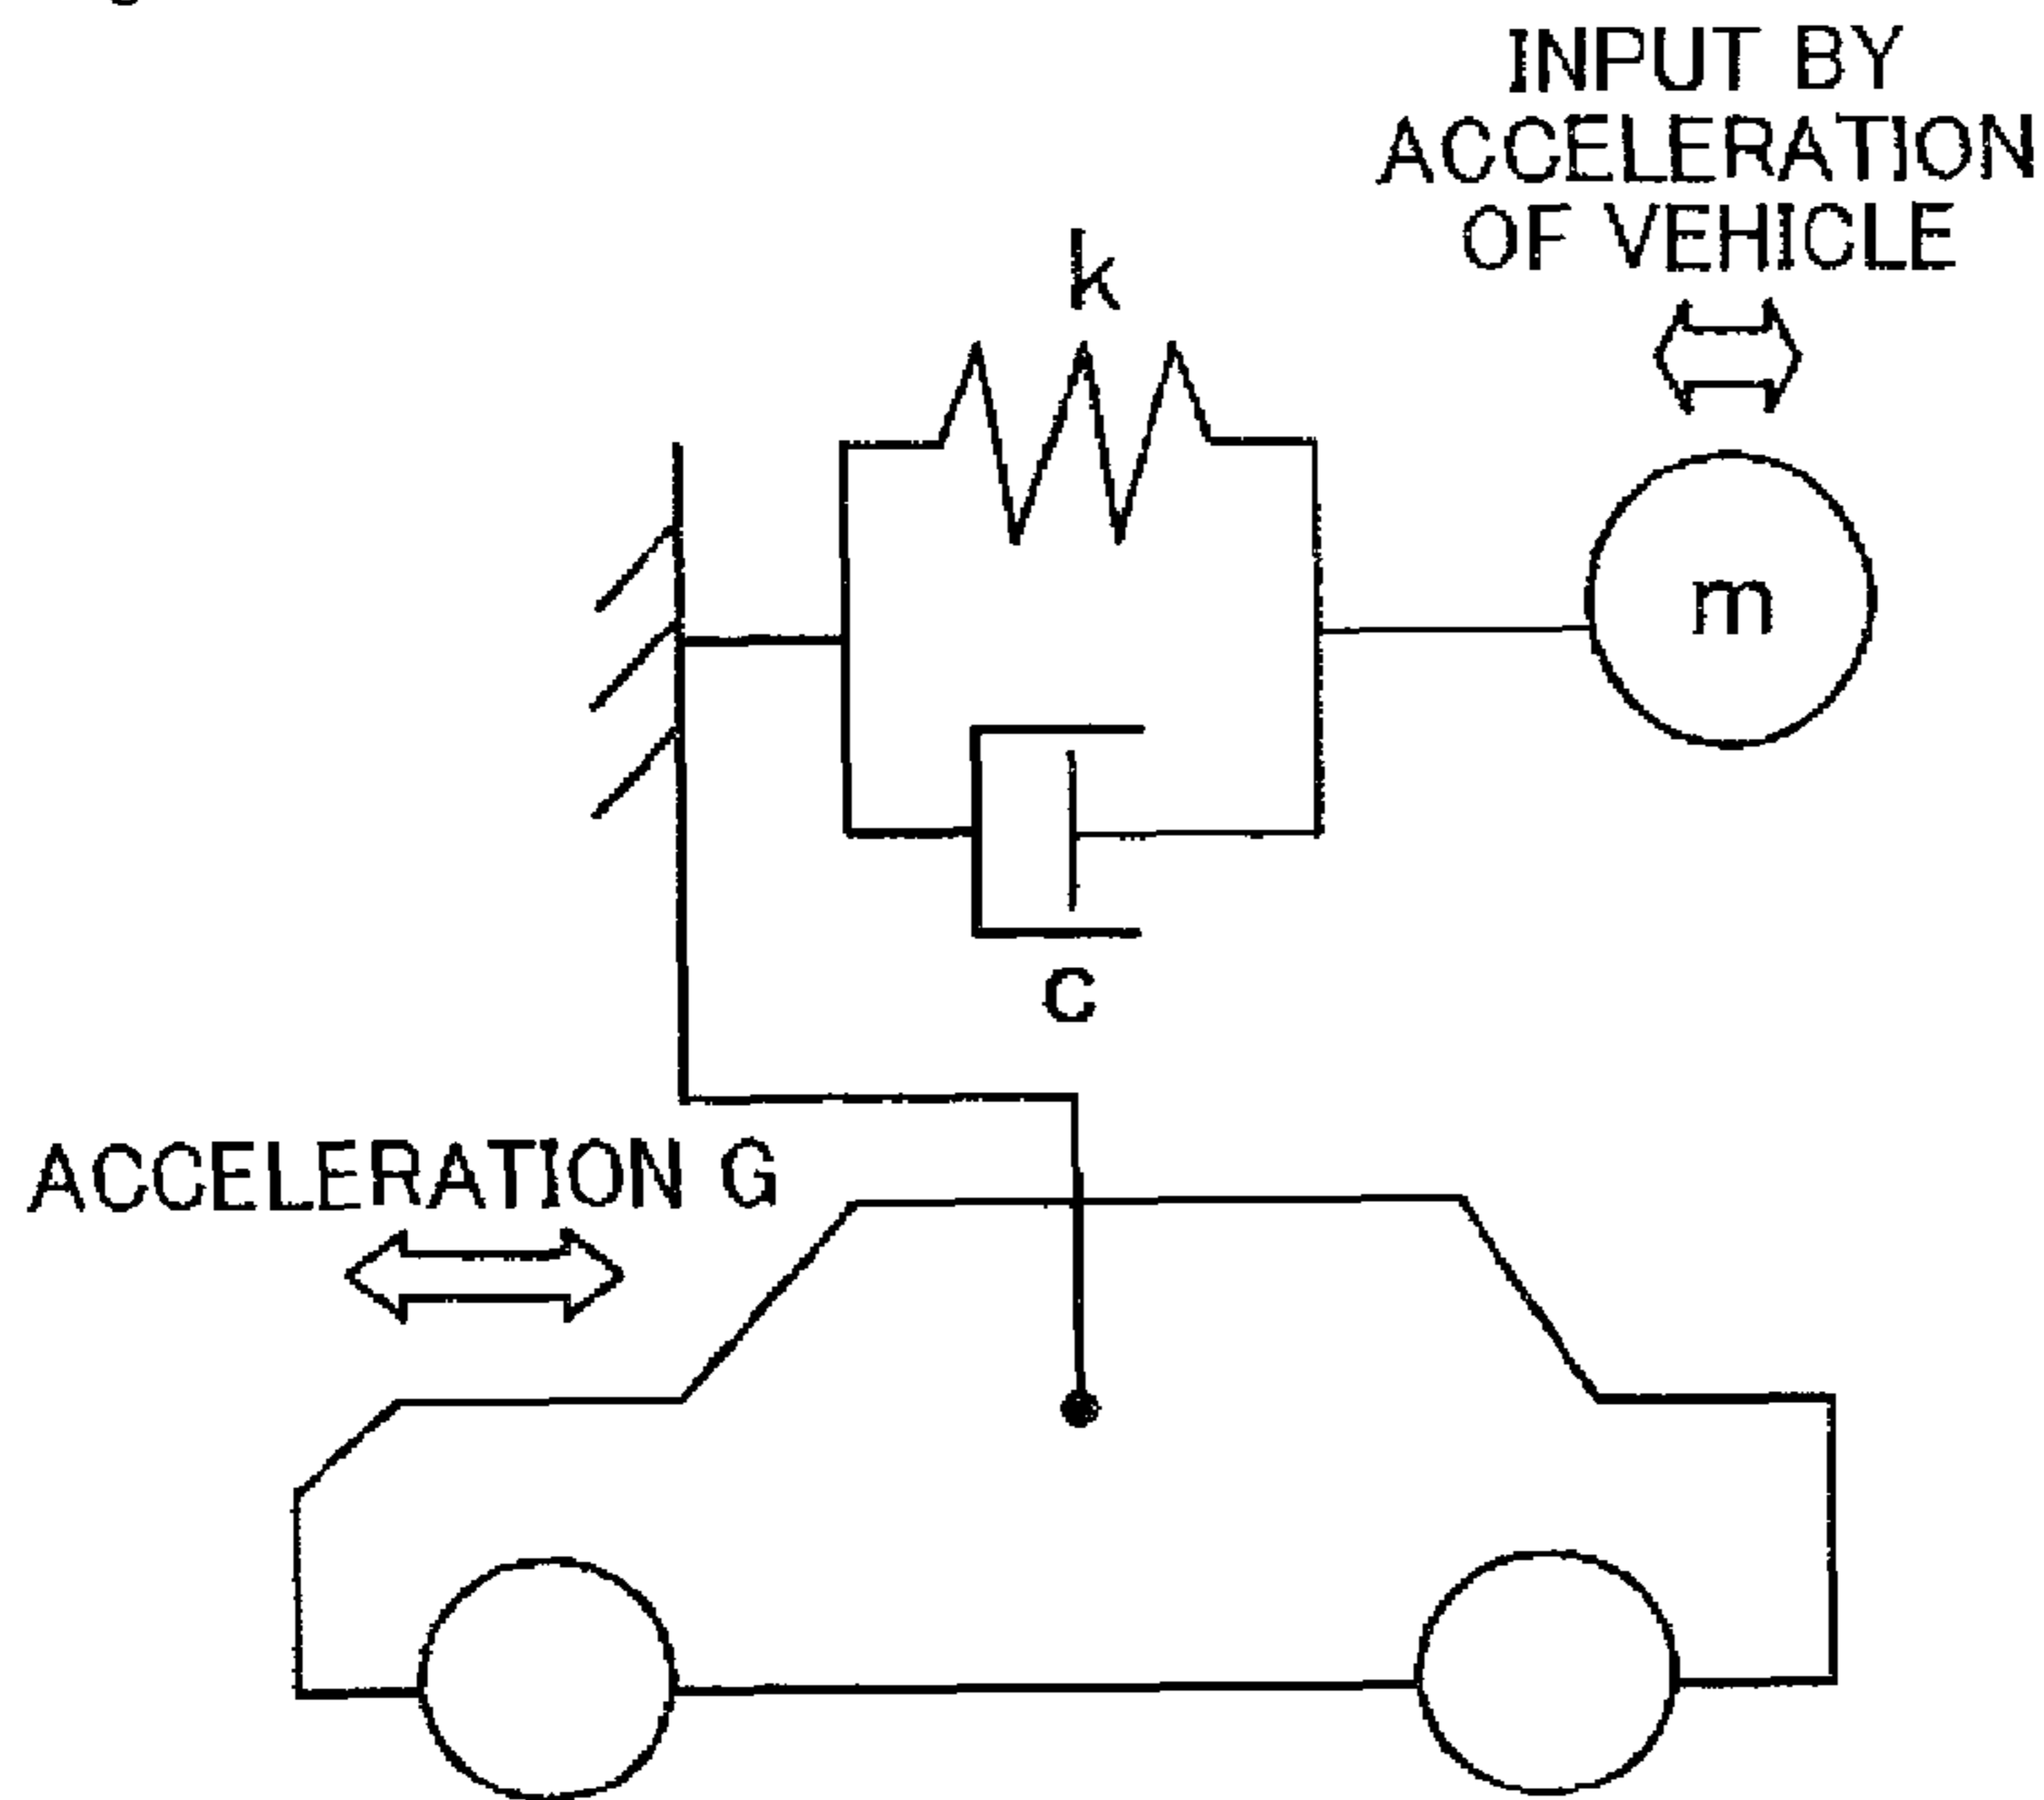 INPUT BY
ACCELERATION
OF VEHICLE
k
m
c
ACCELERATION G